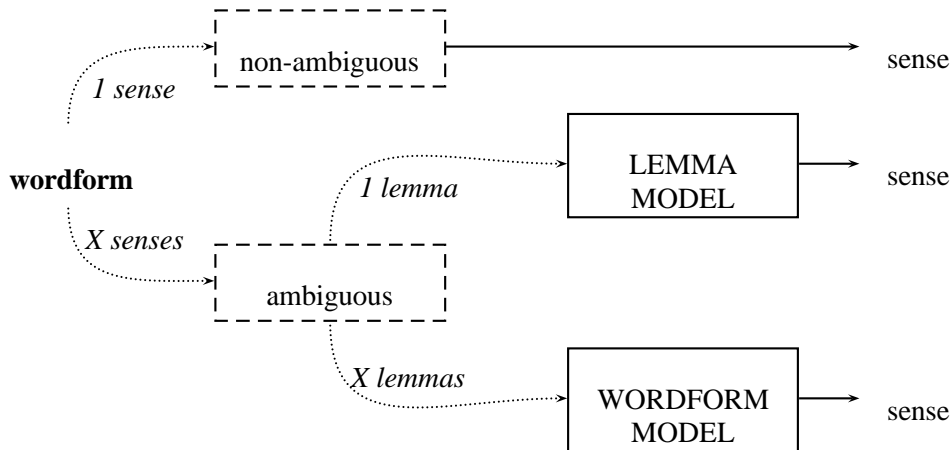 non-ambiguous
sense
1 sense
LEMMA
MODEL
sense
wordform
1 lemma
X senses
ambiguous
X lemmas
WORDFORM
MODEL
sense